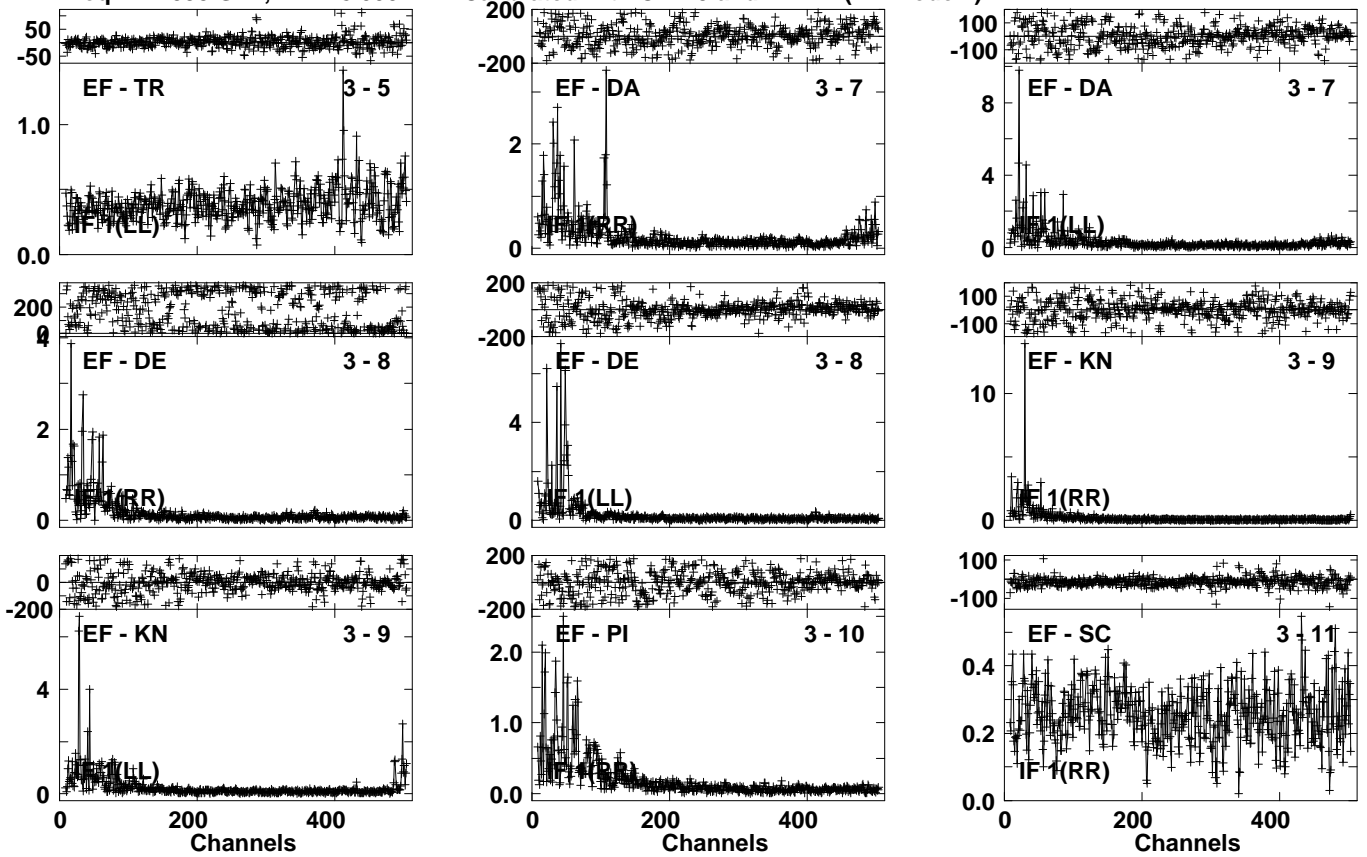 50
-50
EF - TR 3 - 5
1.0
0.0
IF 1(LL)
200
-200
EF - DA 3 - 7
2
0
IF 1(RR)
100
-100
EF - DA 3 - 7
8
4
0
IF 1(LL)
200
0
4
EF - DE 3 - 8
2
0
IF 1(RR)
200
-200
EF - DE 3 - 8
4
0
IF 1(LL)
100
-100
EF - KN 3 - 9
10
0
IF 1(RR)
0
-200
EF - KN 3 - 9
4
0
IF 1(LL)
0 200 400
Channels
200
-200
EF - PI 3 - 10
2.0
1.0
0.0
IF 1(RR)
0 200 400
Channels
100
-100
EF - SC 3 - 11
0.4
0.2
0.0
IF 1(RR)
0 200 400
Channels